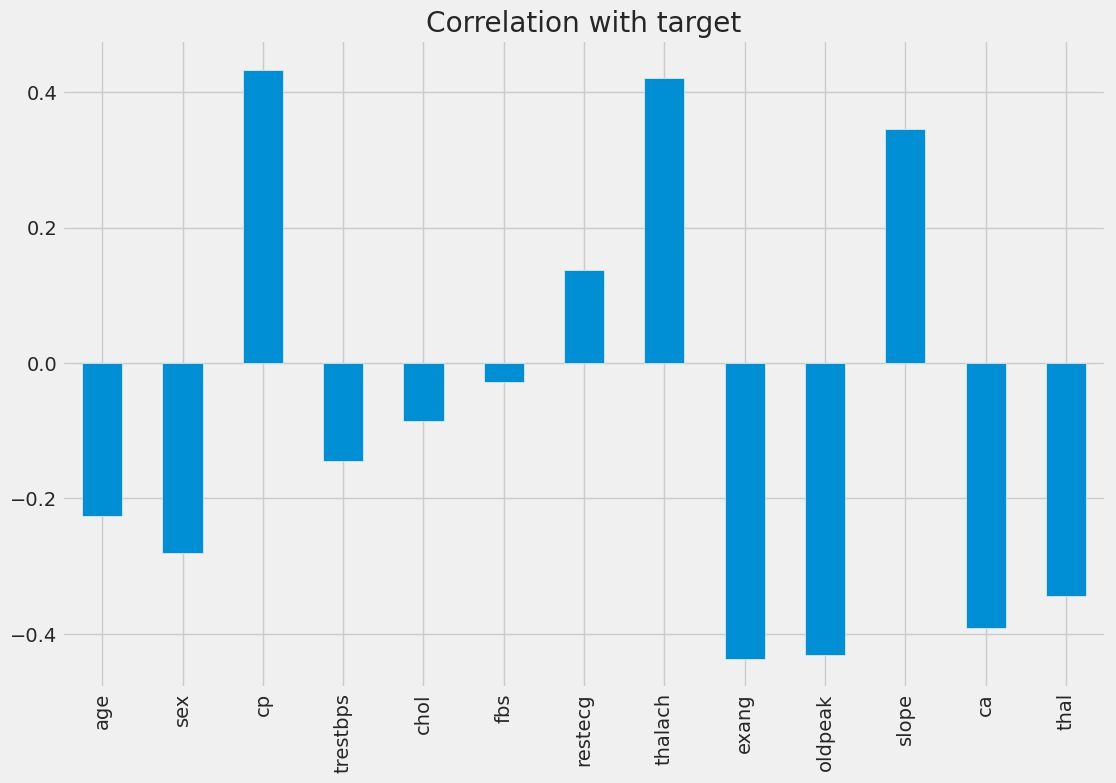 Correlation with target
0.4
0.2
0.0
−0.2
−0.4
age
sex
cp
trestbps
chol
fbs
restecg
thalach
exang
oldpeak
slope
ca
thal